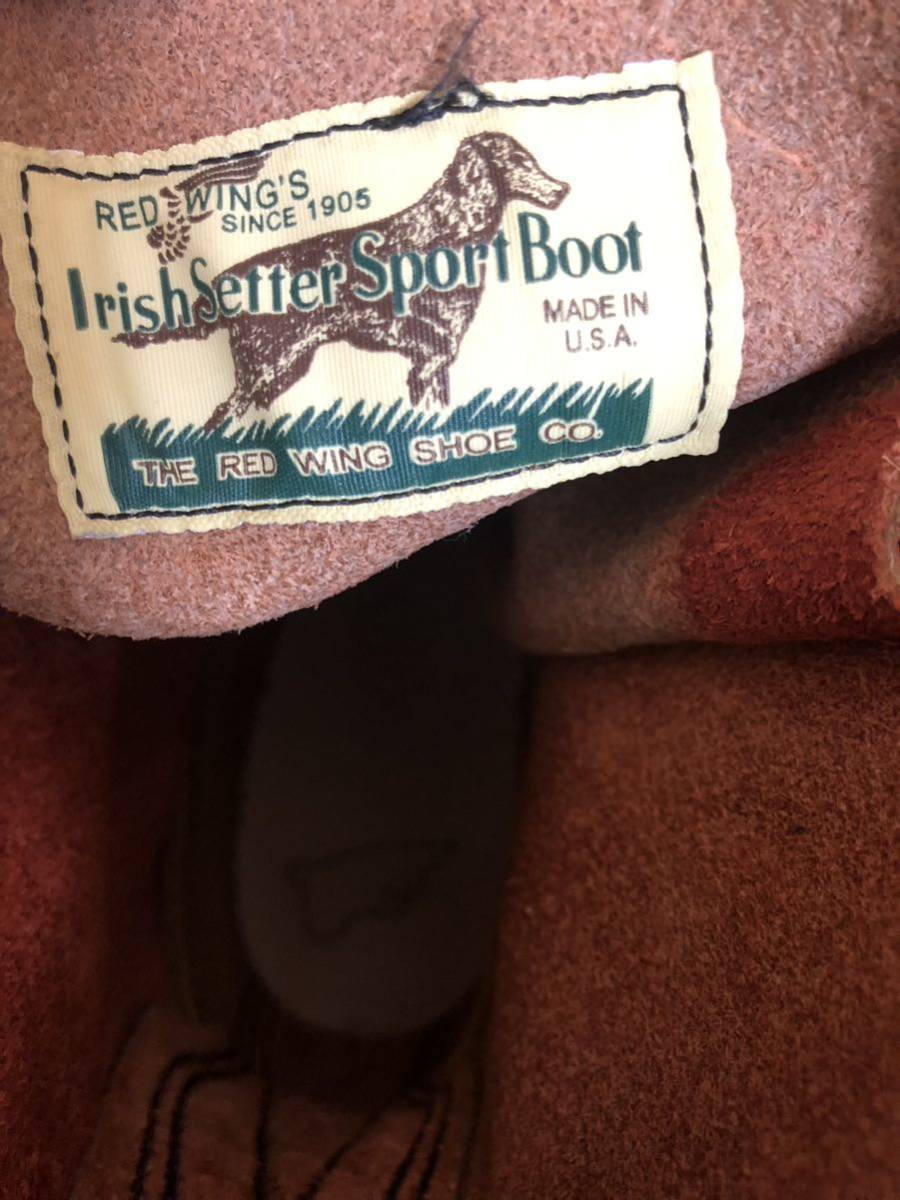 RED WING'S
SINCE 1905
Irish Setter Sport Boot
MADE IN
U.S.A.
THE RED WING SHOE CO.